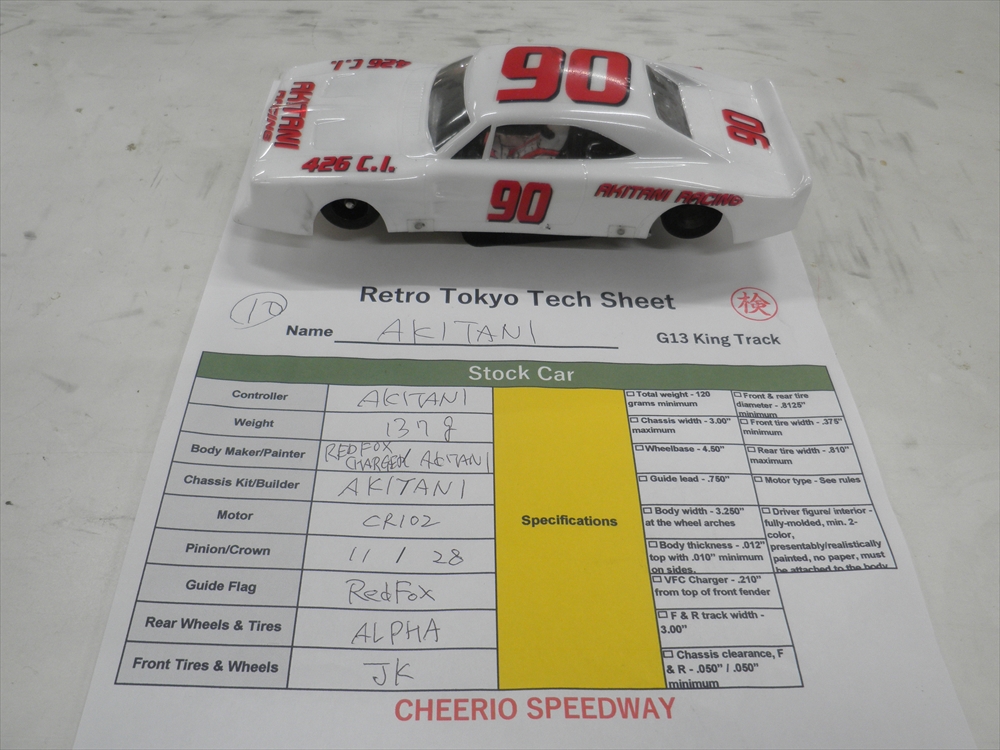 426 C.I.
AKITANI
RACING
426 C.I.
90
90
90
AKITANI RACING
10
Retro Tokyo Tech Sheet
検
Name AKITANI
G13 King Track
Stock Car
Controller AKITANI
Weight 137 g
Body Maker/Painter REDFOX
CHARGER AKITANI
Chassis Kit/Builder AKITANI
Motor CR102
Pinion/Crown 11 / 28
Guide Flag RedFox
Rear Wheels & Tires ALPHA
Front Tires & Wheels JK
Specifications
Total weight - 120
grams minimum
Chassis width - 3.00"
maximum
Wheelbase - 4.50"
Guide lead - .750"
Body width - 3.250"
at the wheel arches
Body thickness - .012"
top with .010" minimum
on sides.
VFC Charger - .210"
from top of front fender
F & R track width -
3.00"
Chassis clearance, F
& R - .050" / .050"
minimum
Front & rear tire
diameter - .8125"
minimum
Front tire width - .375"
minimum
Rear tire width - .810"
maximum
Motor type - See rules
Driver figure/ interior -
fully-molded, min. 2-
color,
presentably/realistically
painted, no paper, must
be attached to the body
CHEERIO SPEEDWAY